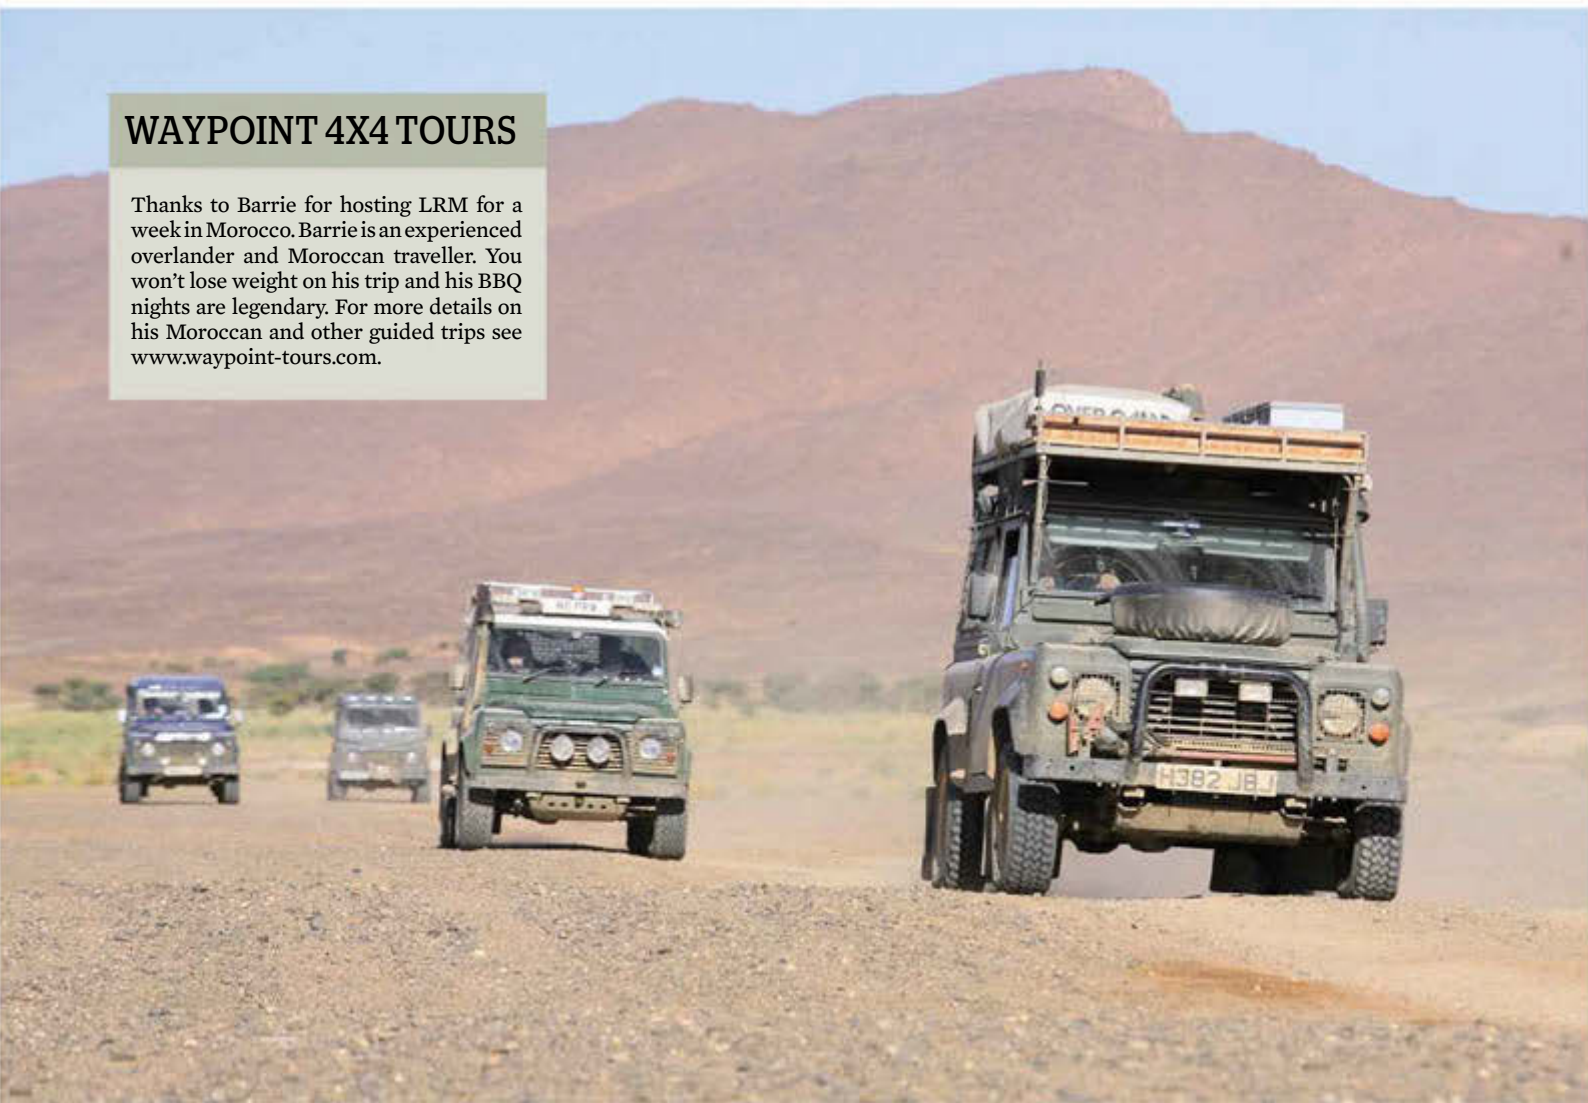 WAYPOINT 4X4 TOURS
Thanks to Barrie for hosting LRM for a
week in Morocco. Barrie is an experienced
overlander and Moroccan traveller. You
won’t lose weight on his trip and his BBQ
nights are legendary. For more details on
his Moroccan and other guided trips see
www.waypoint-tours.com.
H382 JBJ